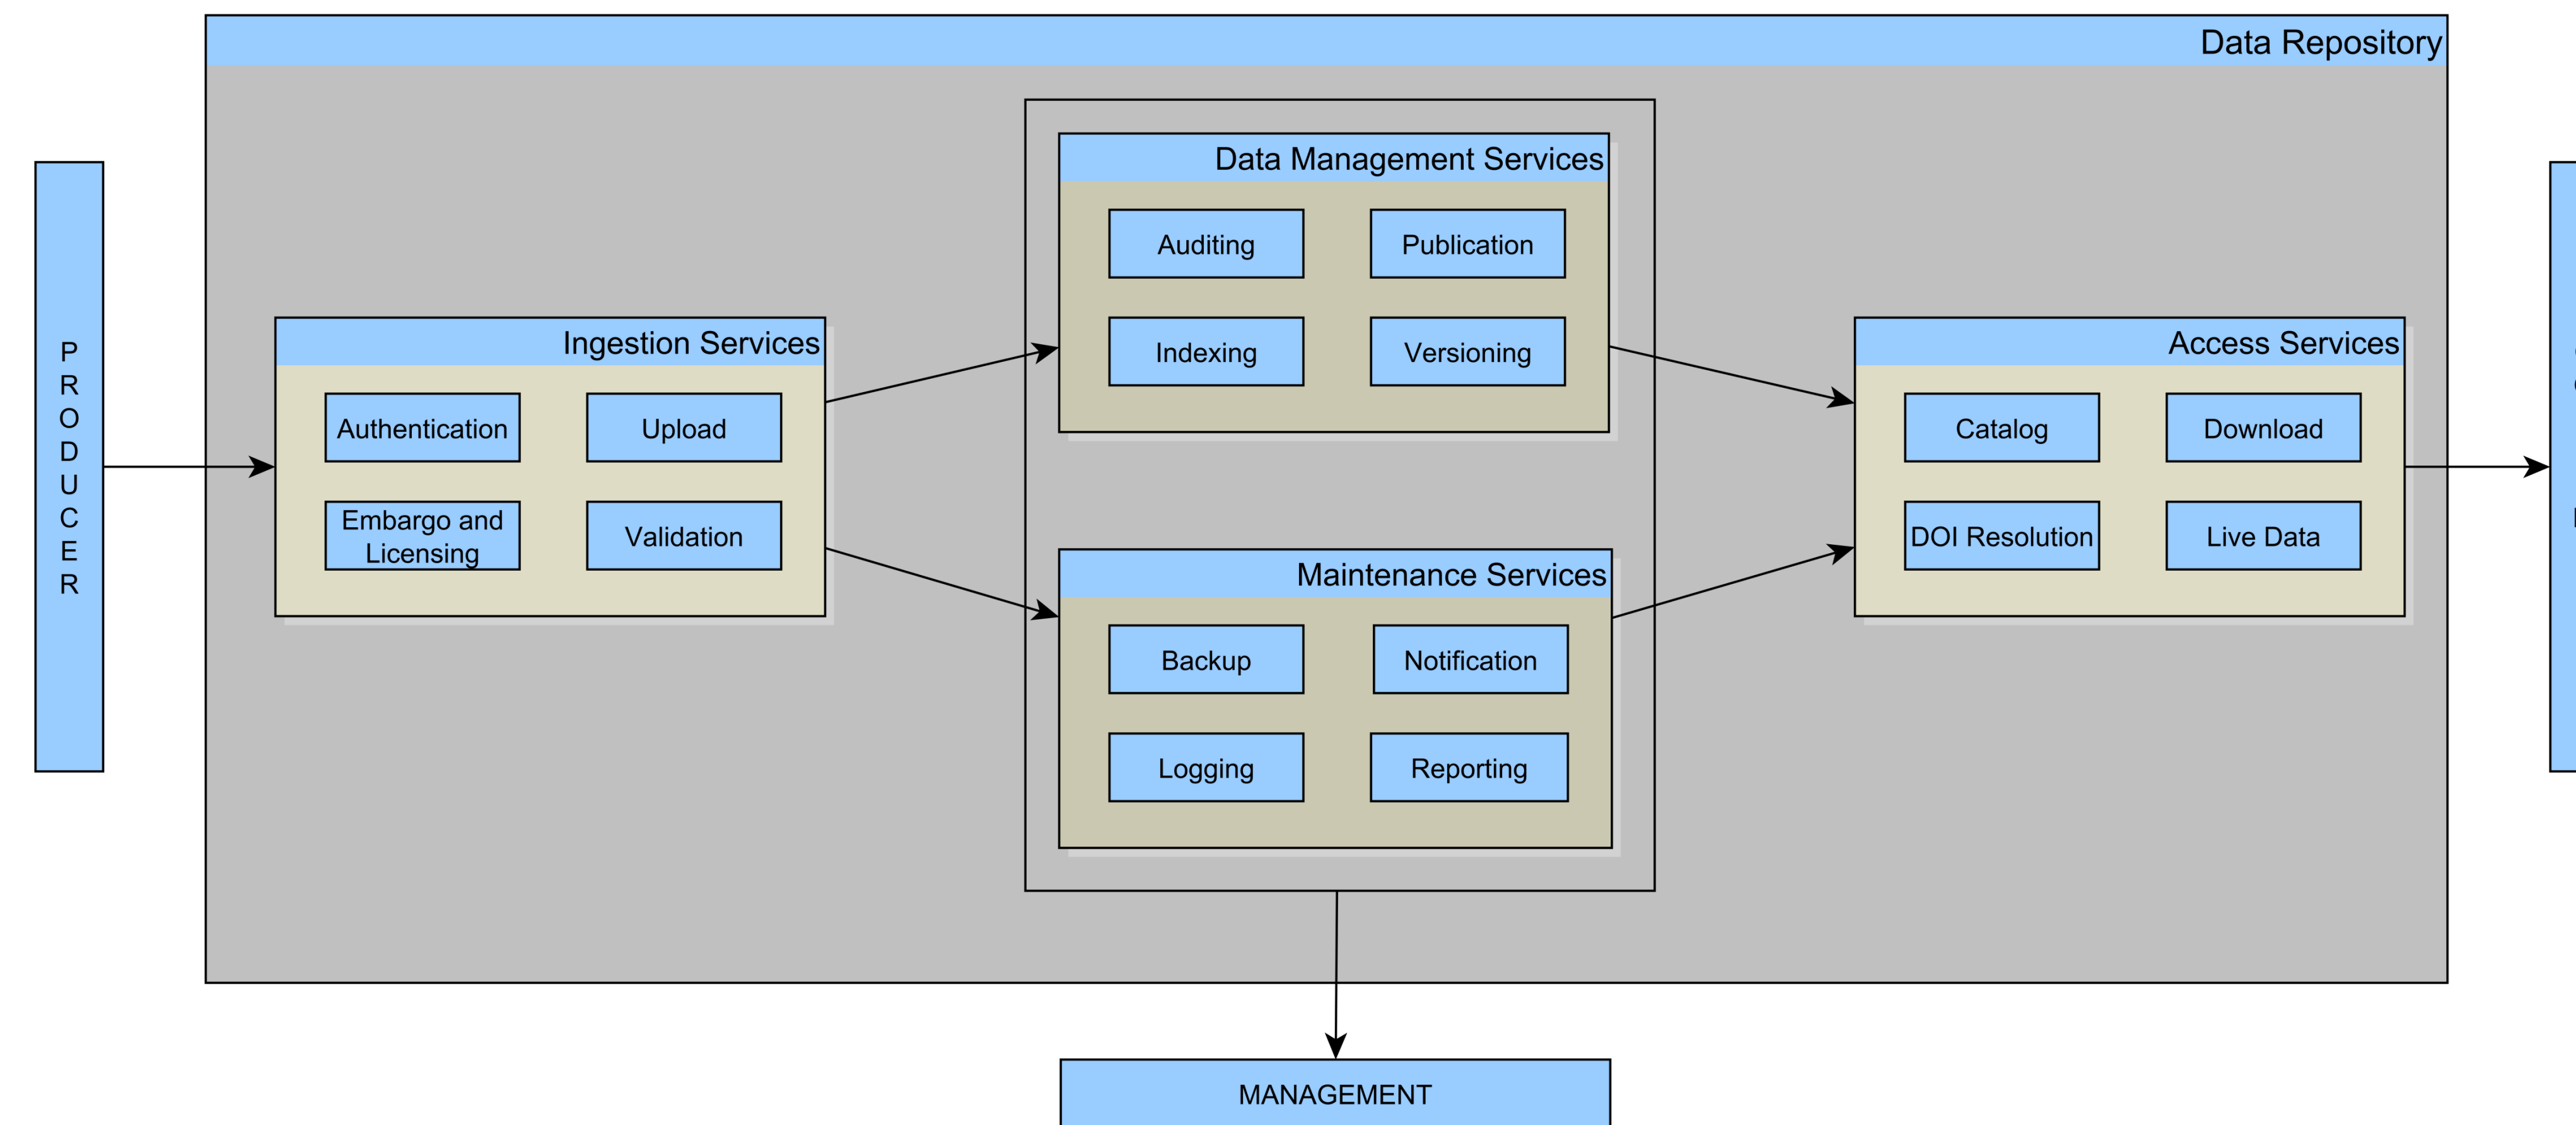 Data Repository
Data Management Services
Auditing
Publication
Indexing
Versioning
P
R
O
D
U
C
E
R
Ingestion Services
Authentication
Upload
Embargo and
Licensing
Validation
Access Services
Catalog
Download
DOI Resolution
Live Data
Maintenance Services
Backup
Notification
Logging
Reporting
MANAGEMENT